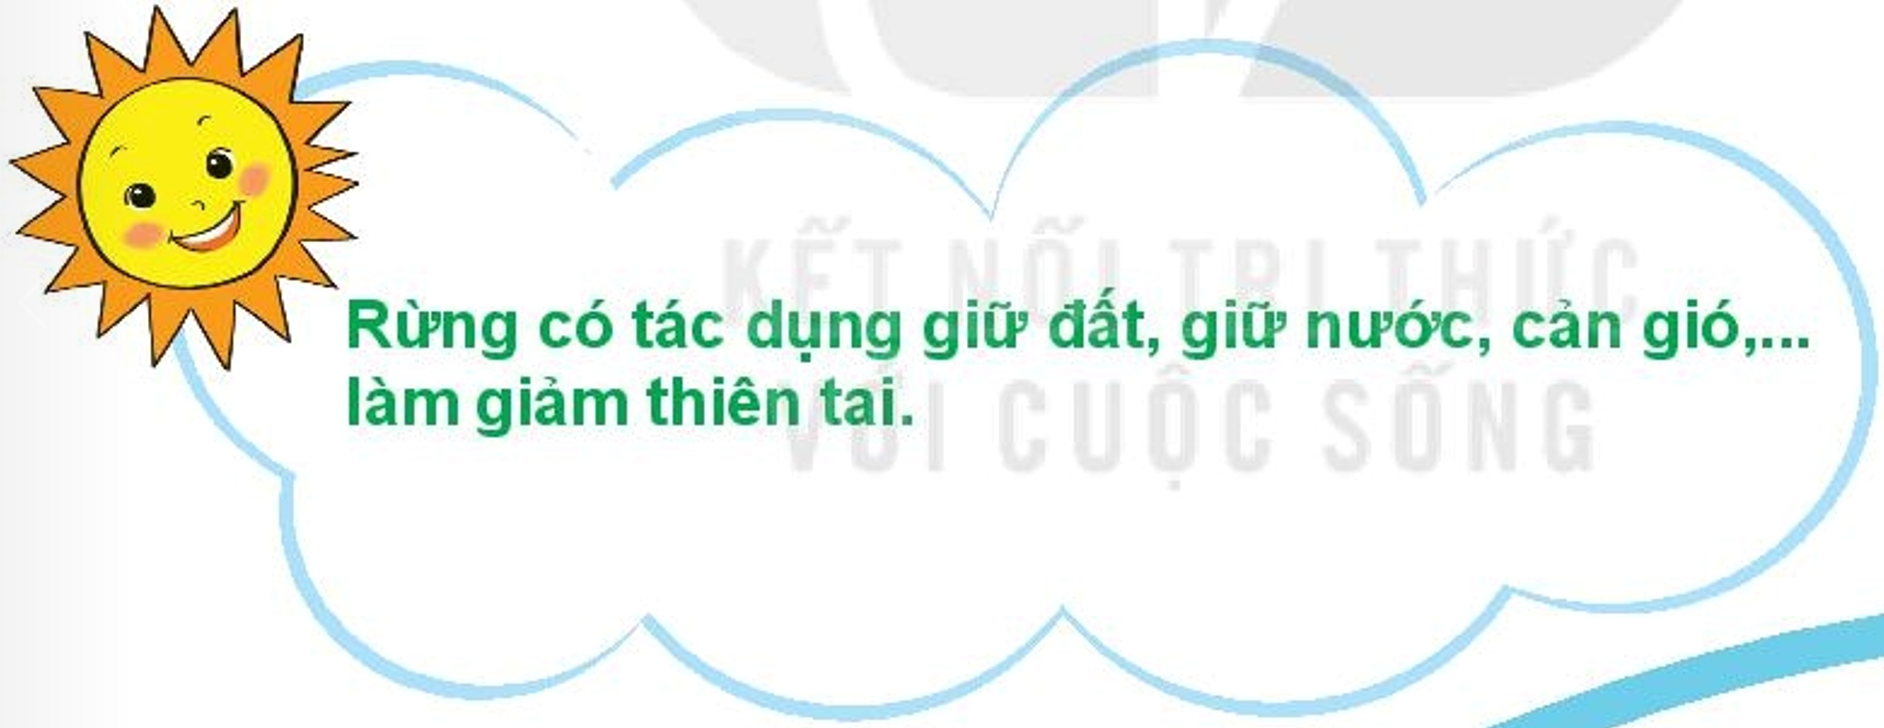 KẾT NỐI TRI THỨC
Rừng có tác dụng giữ đất, giữ nước, cản gió,...
làm giảm thiên tai.
VỚI CUỘC SỐNG